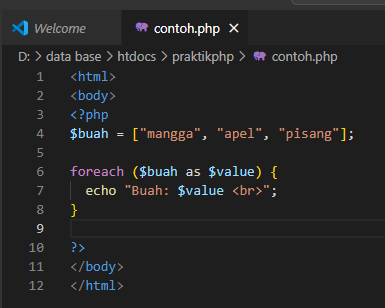 Welcome contoh.php
D: > data base > htdocs > praktikphp > contoh.php
1 <html>
2 <body>
3 <?php
4 $buah = ["mangga", "apel", "pisang"];
5
6 foreach ($buah as $value) {
7 echo "Buah: $value <br>";
8 }
9
10 ?>
11 </body>
12 </html>